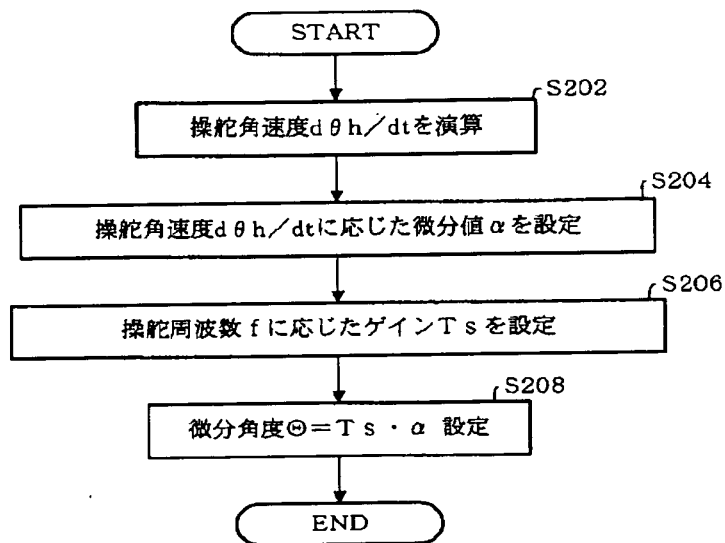 START
S202
操舵角速度dθh／dtを演算
S204
操舵角速度dθh／dtに応じた微分値αを設定
S206
操舵周波数fに応じたゲインTsを設定
S208
微分角度Θ＝Ts・α 設定
END